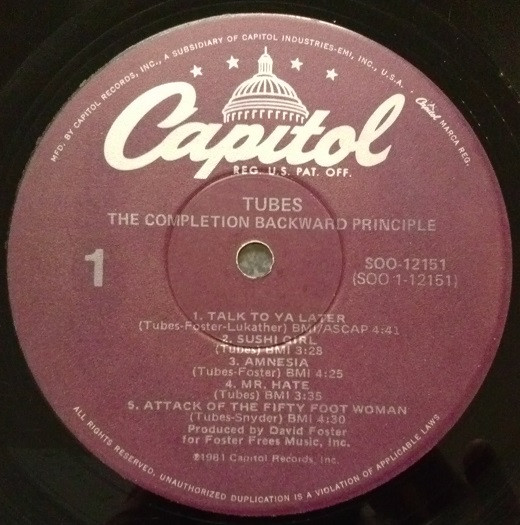 MFD. BY CAPITOL RECORDS, INC., A SUBSIDIARY OF CAPITOL INDUSTRIES-EMI, INC., U.S.A. · Capitol MARCA REG.
Capitol
REG. U.S. PAT. OFF.
TUBES
THE COMPLETION BACKWARD PRINCIPLE
1
SOO-12151
(SOO 1-12151)
1. TALK TO YA LATER
(Tubes-Foster-Lukather) BMI/ASCAP 4:41
2. SUSHI GIRL
(Tubes) BMI 3:28
3. AMNESIA
(Tubes-Foster) BMI 4:25
4. MR. HATE
(Tubes) BMI 3:35
5. ATTACK OF THE FIFTY FOOT WOMAN
(Tubes-Snyder) BMI 4:30
Produced by David Foster
for Foster Frees Music, Inc.
℗1981 Capitol Records, Inc.
ALL RIGHTS RESERVED. UNAUTHORIZED DUPLICATION IS A VIOLATION OF APPLICABLE LAWS